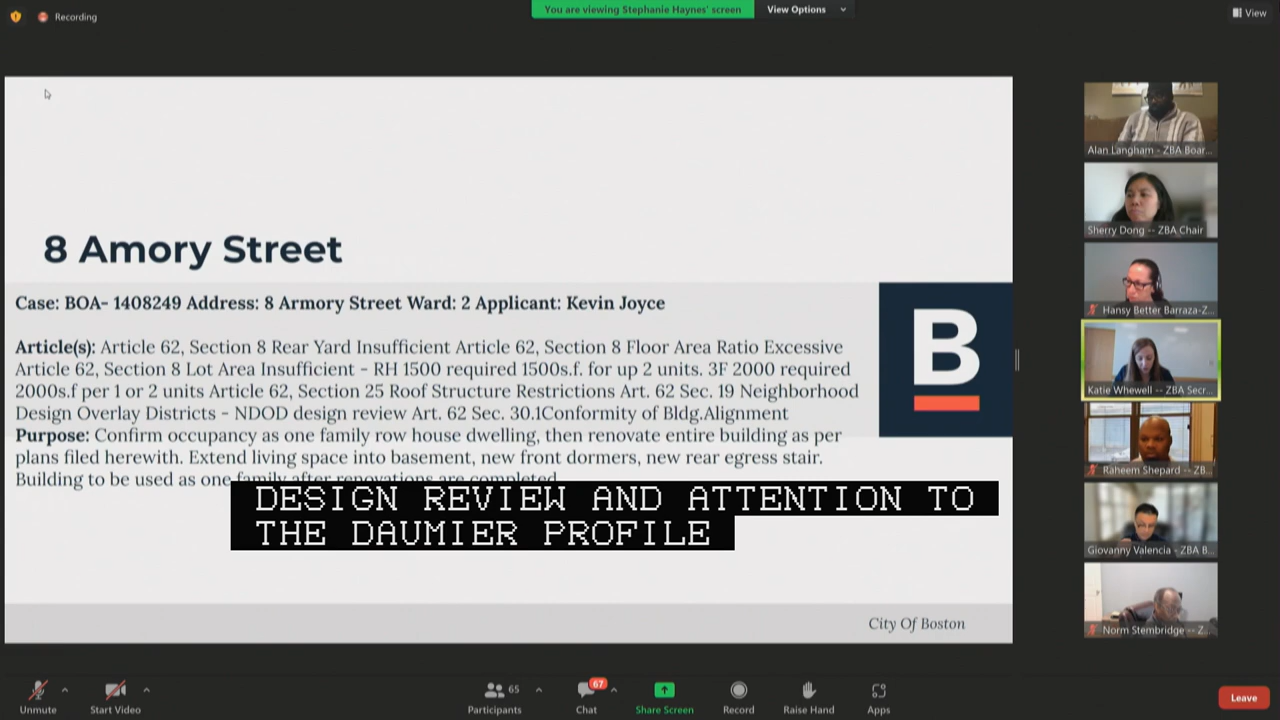 Recording
You are viewing Stephanie Haynes' screen
View Options
View
8 Amory Street
Case: BOA- 1408249 Address: 8 Armory Street Ward: 2 Applicant: Kevin Joyce
Article(s): Article 62, Section 8 Rear Yard Insufficient Article 62, Section 8 Floor Area Ratio Excessive
Article 62, Section 8 Lot Area Insufficient - RH 1500 required 1500s.f. for up 2 units. 3F 2000 required
2000s.f per 1 or 2 units Article 62, Section 25 Roof Structure Restrictions Art. 62 Sec. 19 Neighborhood
Design Overlay Districts - NDOD design review Art. 62 Sec. 30.1Conformity of Bldg.Alignment
Purpose: Confirm occupancy as one family row house dwelling, then renovate entire building as per
plans filed herewith. Extend living space into basement, new front dormers, new rear egress stair.
Building to be used as one family after renovations are completed
B
DESIGN REVIEW AND ATTENTION TO
THE DAUMIER PROFILE
City Of Boston
Alan Langham - ZBA Boar...
Sherry Dong -- ZBA Chair
Hansy Better Barraza-Z...
Katie Whewell -- ZBA Secr...
Raheem Shepard -- ZB...
Giovanny Valencia - ZBA B...
Norm Stembridge -- Z...
Unmute
Start Video
65
Participants
67
Chat
Share Screen
Record
Raise Hand
Apps
Leave